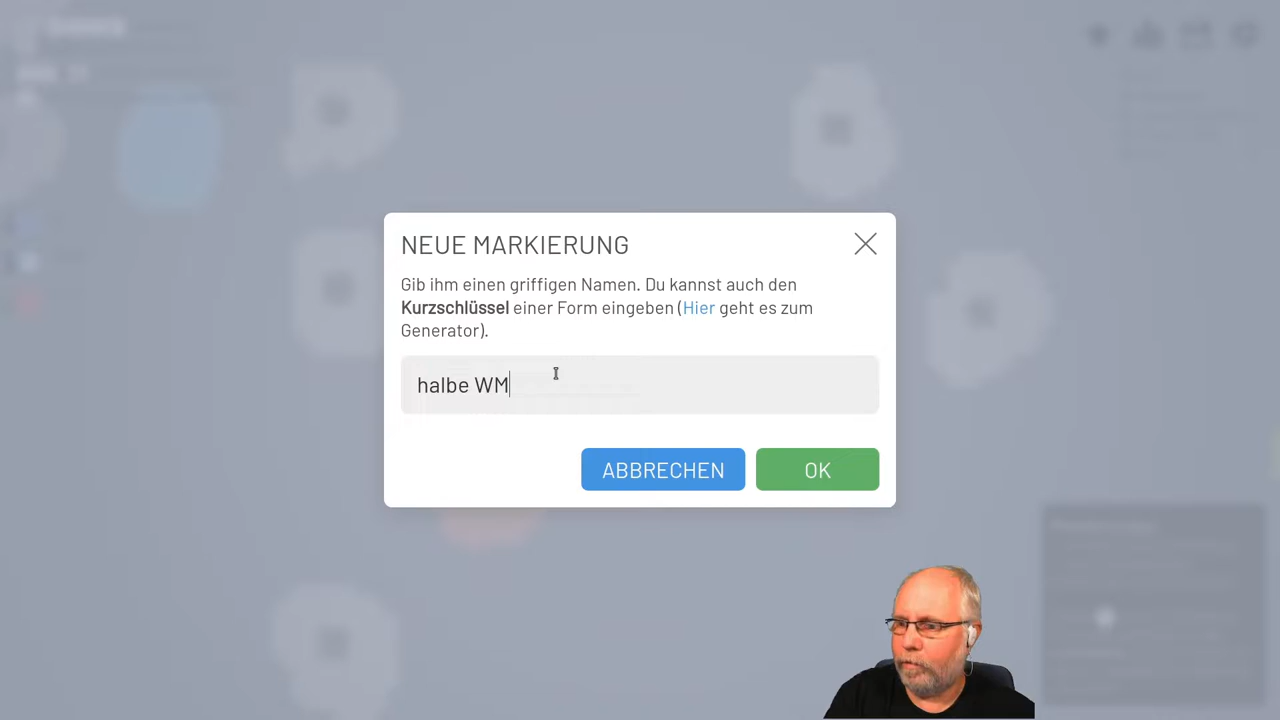 NEUE MARKIERUNG
Gib ihm einen griffigen Namen. Du kannst auch den
Kurzschlüssel einer Form eingeben (Hier geht es zum
Generator).
halbe WM
ABBRECHEN
OK